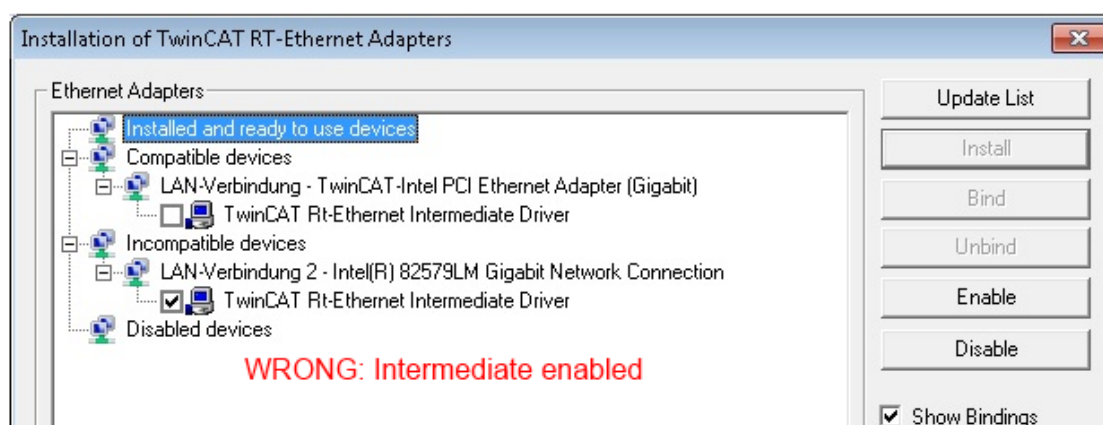 Installation of TwinCAT RT-Ethernet Adapters
Ethernet Adapters
Installed and ready to use devices
Compatible devices
LAN-Verbindung - TwinCAT-Intel PCI Ethernet Adapter (Gigabit)
TwinCAT Rt-Ethernet Intermediate Driver
Incompatible devices
LAN-Verbindung 2 - Intel(R) 82579LM Gigabit Network Connection
TwinCAT Rt-Ethernet Intermediate Driver
Disabled devices
WRONG: Intermediate enabled
Update List
Install
Bind
Unbind
Enable
Disable
Show Bindings